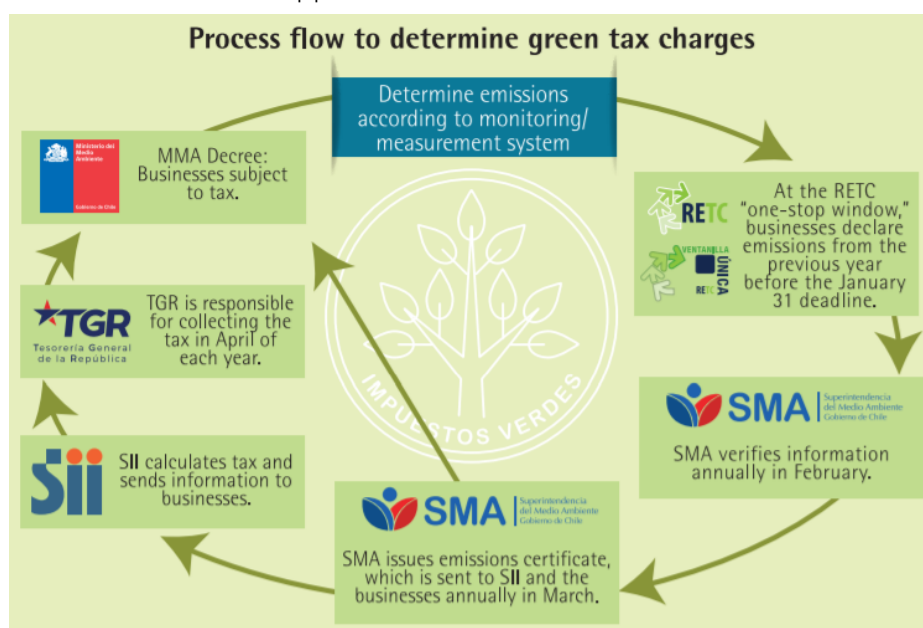 Process flow to determine green tax charges
Determine emissions
according to monitoring/
measurement system
Ministerio del
Medio
Ambiente
Gobierno de Chile
MMA Decree:
Businesses subject
to tax.
RETC
VENTANILLA
ÚNICA
RETC
At the RETC
"one-stop window,"
businesses declare
emissions from the
previous year
before the January
31 deadline.
TGR
Tesorería General
de la República
TGR is responsible
for collecting the
tax in April of
each year.
IMPUESTOS VERDES
SMA
Superintendencia
del Medio Ambiente
Gobierno de Chile
SMA verifies information
annually in February.
Sii
SII calculates tax and
sends information to
businesses.
SMA
Superintendencia
del Medio Ambiente
Gobierno de Chile
SMA issues emissions certificate,
which is sent to SII and the
businesses annually in March.